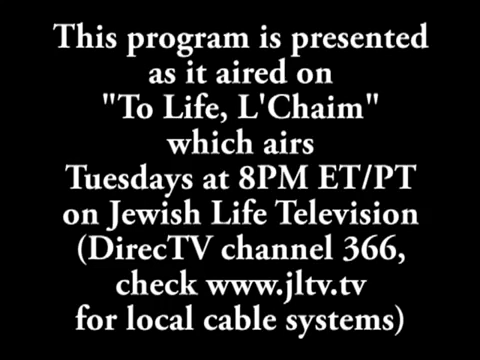 This program is presented
as it aired on
"To Life, L'Chaim"
which airs
Tuesdays at 8PM ET/PT
on Jewish Life Television
(DirecTV channel 366,
check www.jltv.tv
for local cable systems)